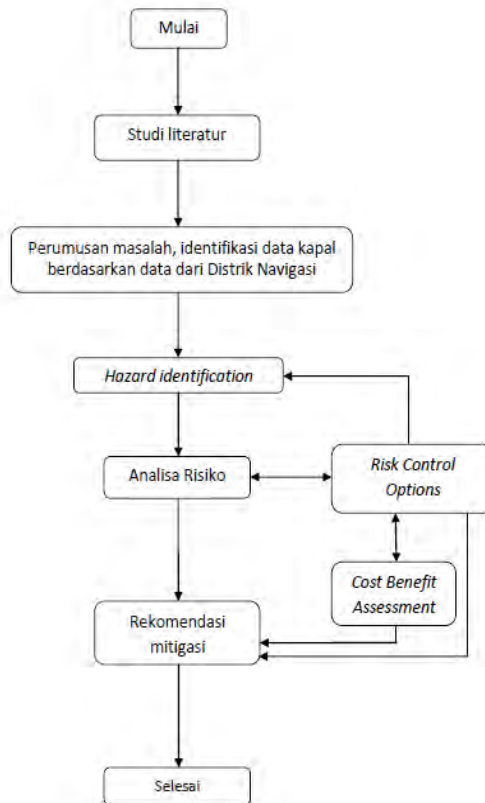 Mulai
Studi literatur
Perumusan masalah, identifikasi data kapal
berdasarkan data dari Distrik Navigasi
Hazard identification
Analisa Risiko
Risk Control
Options
Cost Benefit
Assessment
Rekomendasi
mitigasi
Selesai